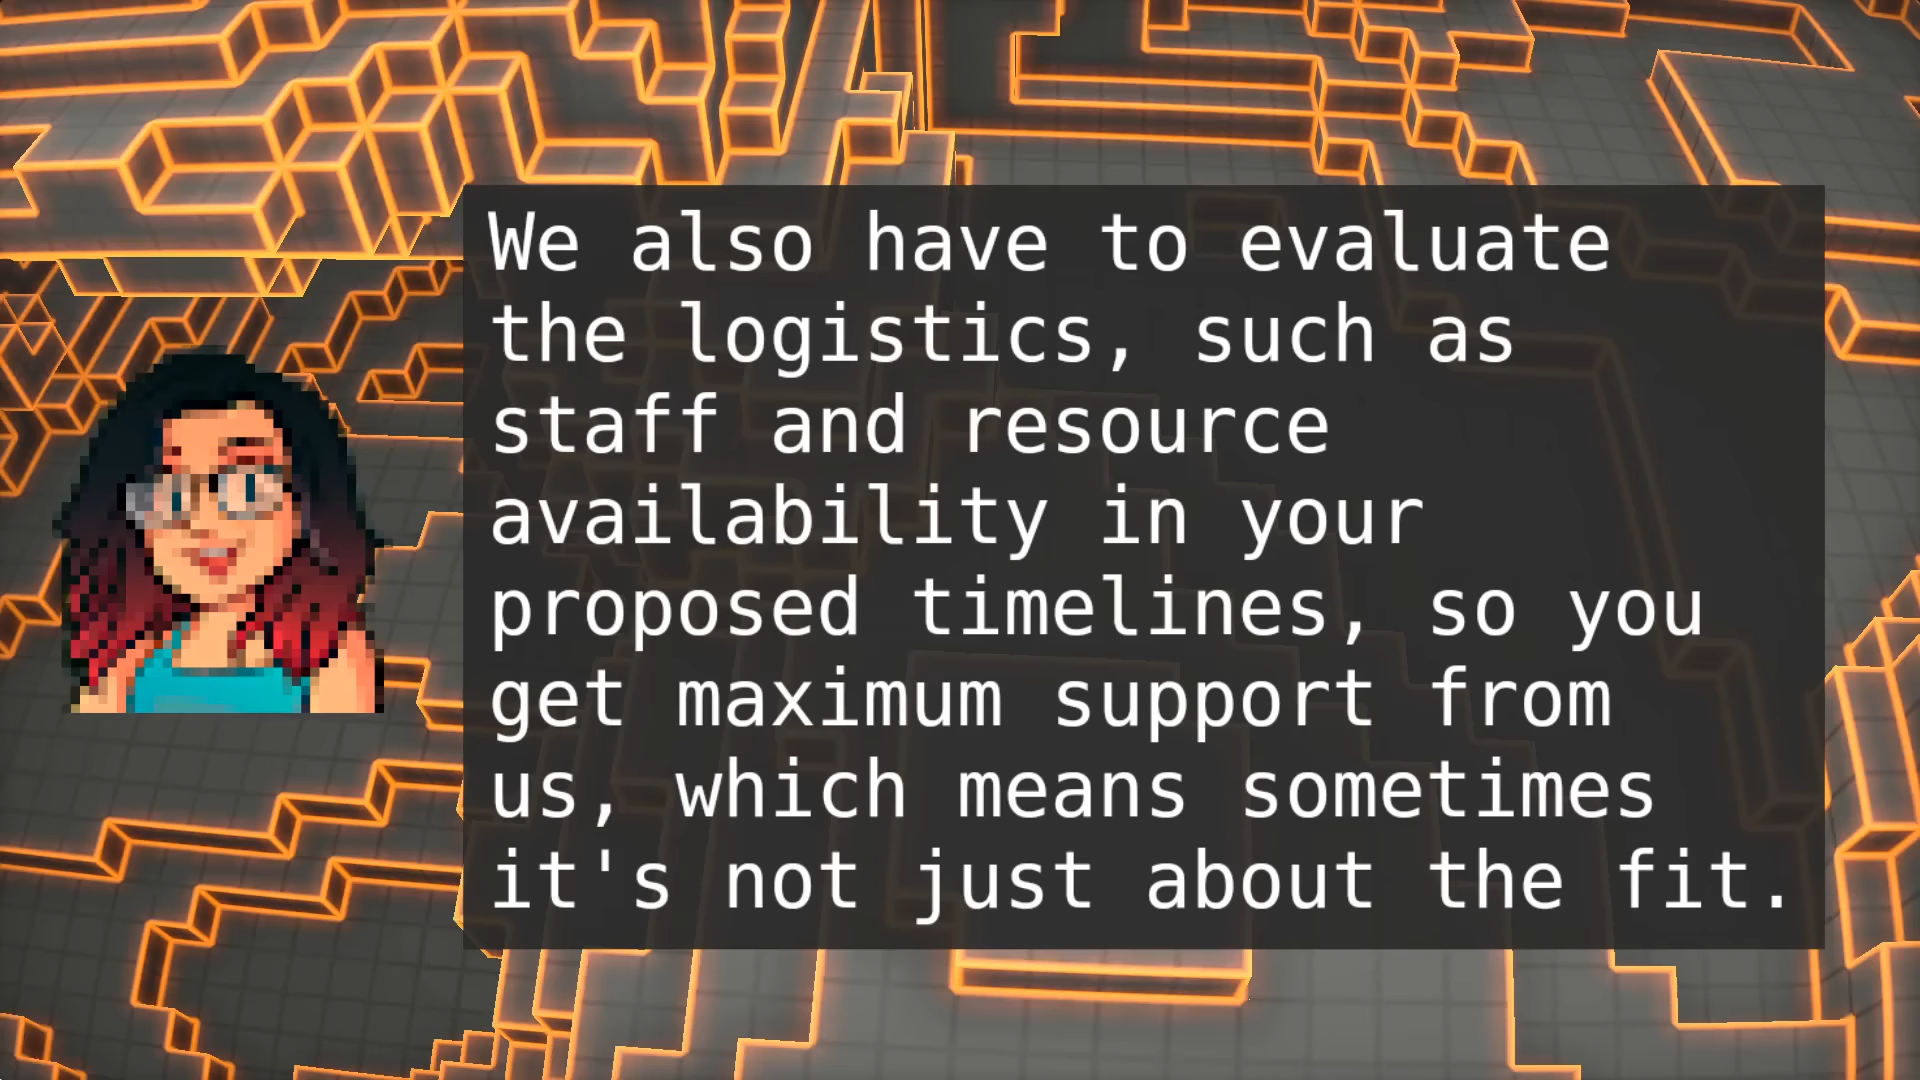 We also have to evaluate
the logistics, such as
staff and resource
availability in your
proposed timelines, so you
get maximum support from
us, which means sometimes
it's not just about the fit.